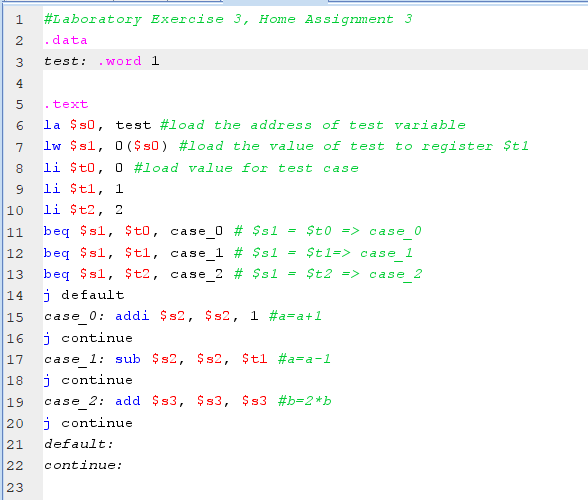 1 #Laboratory Exercise 3, Home Assignment 3
2 .data
3 test: .word 1
4
5 .text
6 la $s0, test #load the address of test variable
7 lw $s1, 0($s0) #load the value of test to register $t1
8 li $t0, 0 #load value for test case
9 li $t1, 1
10 li $t2, 2
11 beq $s1, $t0, case_0 # $s1 = $t0 => case_0
12 beq $s1, $t1, case_1 # $s1 = $t1=> case_1
13 beq $s1, $t2, case_2 # $s1 = $t2 => case_2
14 j default
15 case_0: addi $s2, $s2, 1 #a=a+1
16 j continue
17 case_1: sub $s2, $s2, $t1 #a=a-1
18 j continue
19 case_2: add $s3, $s3, $s3 #b=2*b
20 j continue
21 default:
22 continue:
23